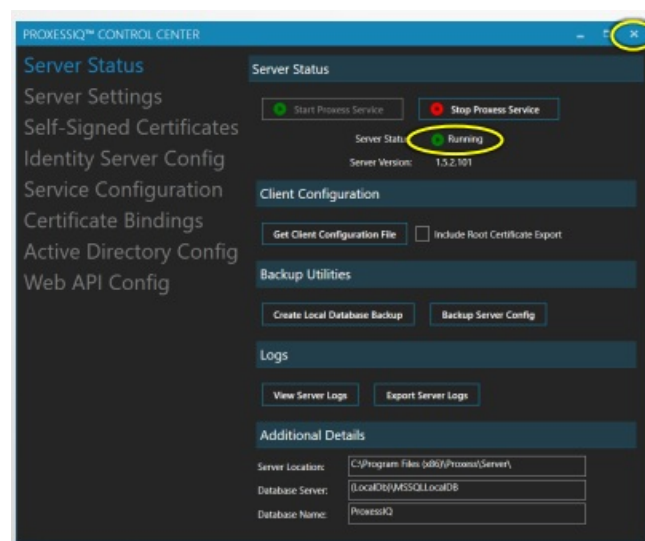 PROXESSIQ™ CONTROL CENTER
Server Status
Server Settings
Self-Signed Certificates
Identity Server Config
Service Configuration
Certificate Bindings
Active Directory Config
Web API Config
Server Status
Start Proxess Service Stop Proxess Service
Server Status: Running
Server Version: 1.5.2.101
Client Configuration
Get Client Configuration File Include Root Certificate Export
Backup Utilities
Create Local Database Backup Backup Server Config
Logs
View Server Logs Export Server Logs
Additional Details
Server Location: C:\Program Files (x86)\Proxess\Server\
Database Server: (LocalDb)\MSSQLLocalDB
Database Name: ProxessIQ